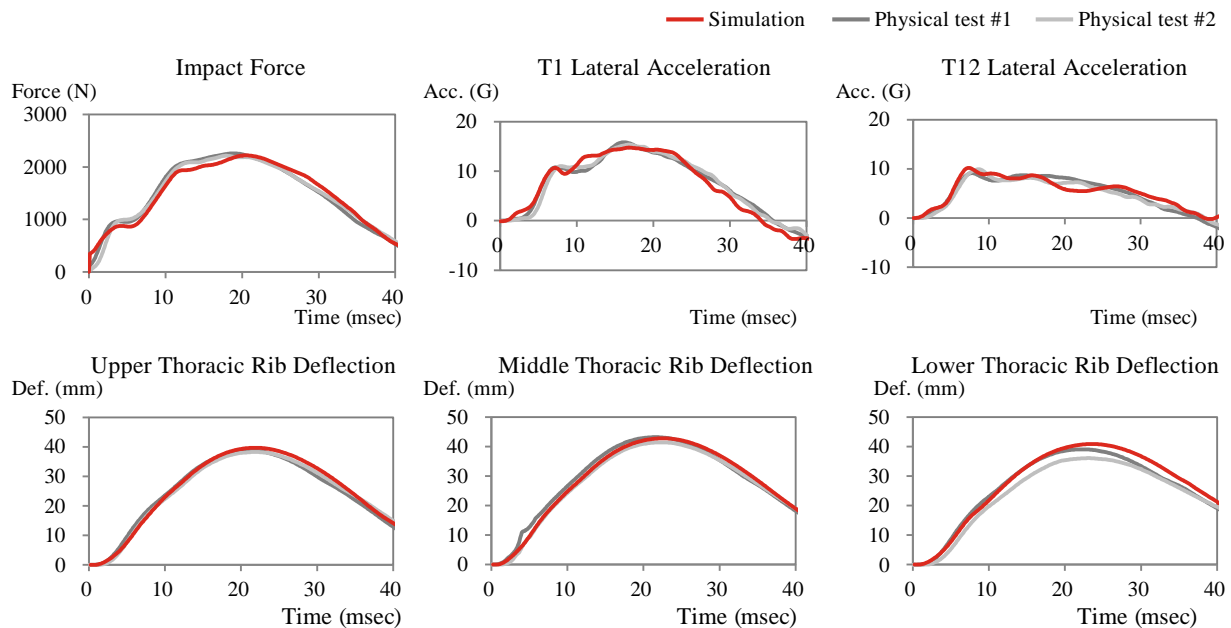 Simulation Physical test #1 Physical test #2
Impact Force
Force (N)
3000
2000
1000
0
0 10 20 30 40
Time (msec)
T1 Lateral Acceleration
Acc. (G)
20
10
0
-10
0 10 20 30 40
Time (msec)
T12 Lateral Acceleration
Acc. (G)
20
10
0
-10
0 10 20 30 40
Time (msec)
Upper Thoracic Rib Deflection
Def. (mm)
50
40
30
20
10
0
0 10 20 30 40
Time (msec)
Middle Thoracic Rib Deflection
Def. (mm)
50
40
30
20
10
0
0 10 20 30 40
Time (msec)
Lower Thoracic Rib Deflection
Def. (mm)
50
40
30
20
10
0
0 10 20 30 40
Time (msec)